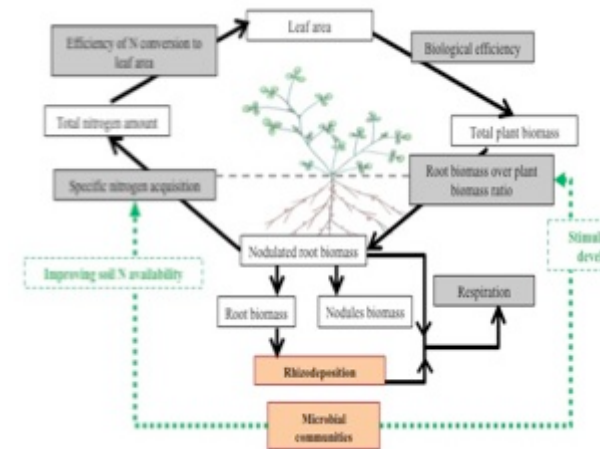 Leaf area
Efficiency of N conversion to
leaf area
Biological efficiency
Total nitrogen amount
Total plant biomass
Specific nitrogen acquisition
Root biomass over plant
biomass ratio
Nodulated root biomass
Improving soil N availability
Respiration
Root biomass
Nodules biomass
Rhizodeposition
Microbial
communities